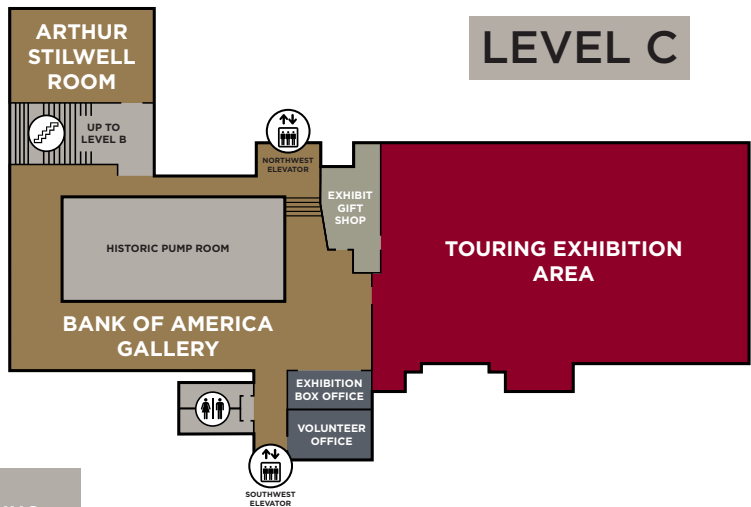 ARTHUR
STILWELL
ROOM
LEVEL C
UP TO
LEVEL B
NORTHWEST
ELEVATOR
EXHIBIT
GIFT
SHOP
HISTORIC PUMP ROOM
TOURING EXHIBITION
AREA
BANK OF AMERICA
GALLERY
EXHIBITION
BOX OFFICE
VOLUNTEER
OFFICE
SOUTHWEST
ELEVATOR